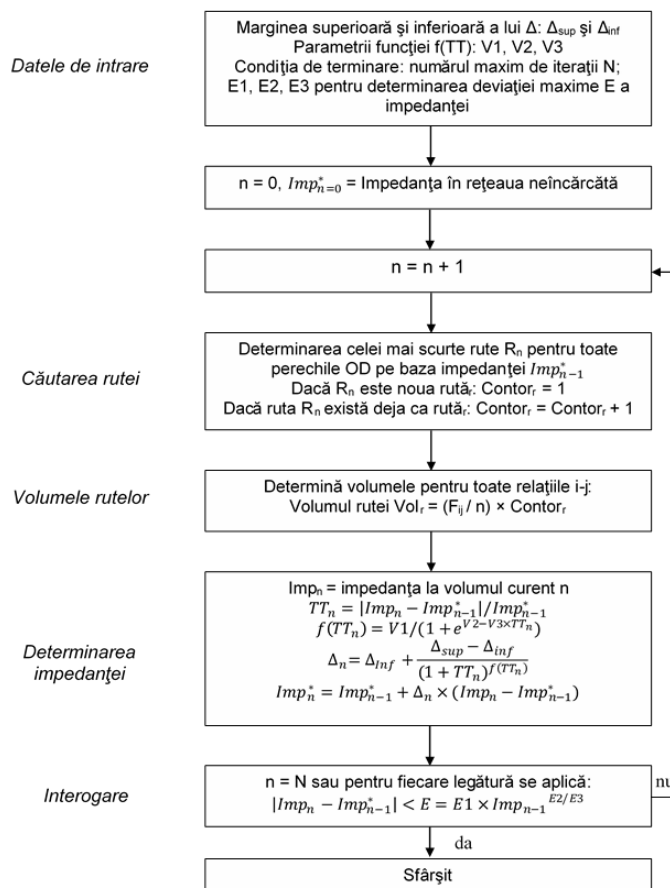 Marginea superioară şi inferioară a lui Δ: Δsup şi Δinf
Parametrii funcţiei f(TT): V1, V2, V3
Datele de intrare
Condiţia de terminare: numărul maxim de iteraţii N;
E1, E2, E3 pentru determinarea deviaţiei maxime E a
impedanţei
n = 0, Imp*n=0 = Impedanţa în reţeaua neîncărcată
n = n + 1
Determinarea celei mai scurte rute Rn pentru toate
perechile OD pe baza impedanţei Imp*n−1
Căutarea rutei
Dacă Rn este noua rutăr: Contorr = 1
Dacă ruta Rn există deja ca rutăr: Contorr = Contorr + 1
Volumele rutelor
Determină volumele pentru toate relaţiile i-j:
Volumul rutei Volr = (Fij / n) × Contorr
Impn = impedanţa la volumul curent n
TTn = |Impn − Imp*n−1|/Imp*n−1
f(TTn) = V1/(1 + e^V2−V3×TTn)
Determinarea
impedanţei
Δn= ΔInf + (Δsup − Δinf)/(1 + TTn)^f(TTn)
Imp*n = Imp*n−1 + Δn × (Impn − Imp*n−1)
Interogare
n = N sau pentru fiecare legătură se aplică:
|Impn − Imp*n−1| < E = E1 × Impn−1^E2/E3
nu
da
Sfârşit